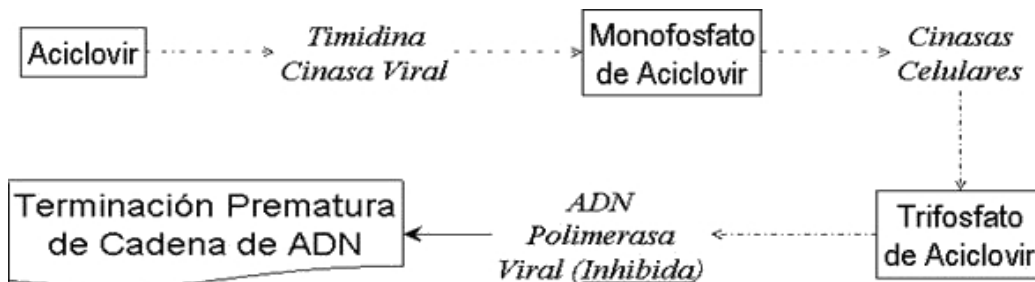 Aciclovir
Timidina
Cinasa Viral
Monofosfato
de Aciclovir
Cinasas
Celulares
Trifosfato
de Aciclovir
ADN
Polimerasa
Viral (Inhibida)
Terminación Prematura
de Cadena de ADN